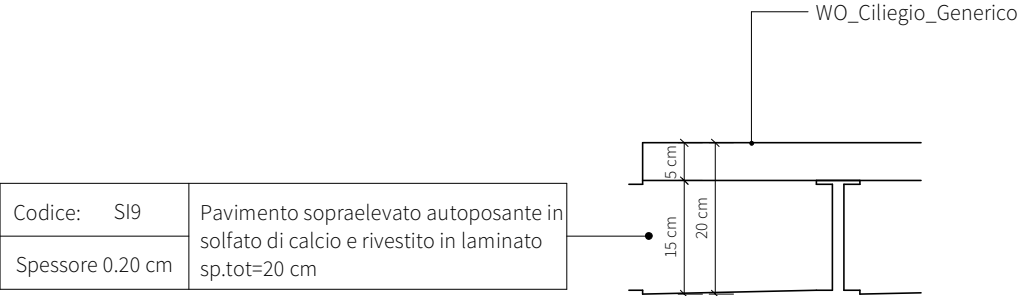 WO_Ciliegio_Generico
5 cm
15 cm
20 cm
Codice: SI9
Spessore 0.20 cm
Pavimento sopraelevato autoposante in
solfato di calcio e rivestito in laminato
sp.tot=20 cm